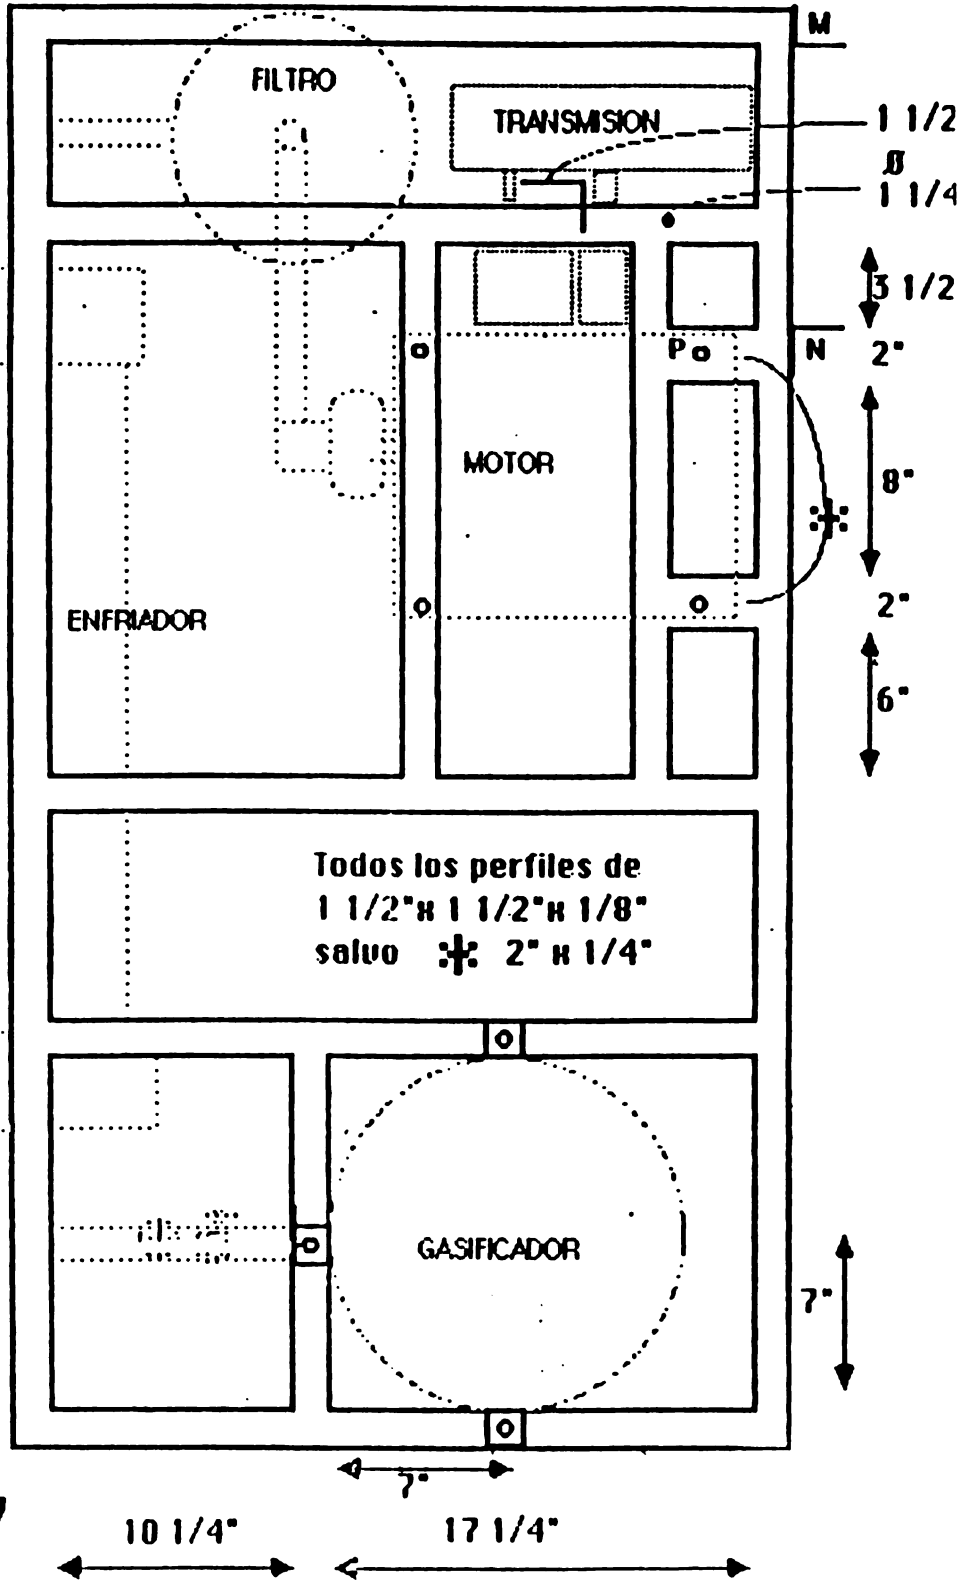 M
FILTRO
TRANSMISION
1 1/2
Ø
1 1/4
3 1/2
P
N
2"
MOTOR
8"
ENFRIADOR
2"
6"
Todos los perfiles de
1 1/2"x 1 1/2"x 1/8"
salvo 2" x 1/4"
GASIFICADOR
7"
7"
10 1/4"
17 1/4"